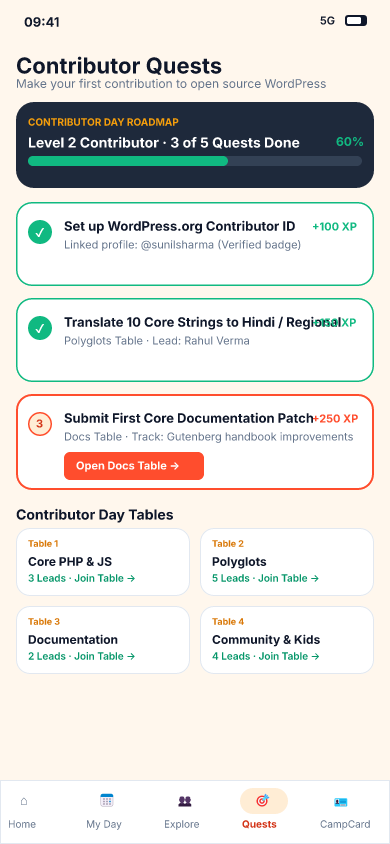 09:41
5G
Contributor Quests
Make your first contribution to open source WordPress
CONTRIBUTOR DAY ROADMAP
Level 2 Contributor · 3 of 5 Quests Done
60%
✓
Set up WordPress.org Contributor ID
+100 XP
Linked profile: @sunilsharma (Verified badge)
✓
Translate 10 Core Strings to Hindi / Regional
XP
Polyglots Table · Lead: Rahul Verma
3
Submit First Core Documentation Patch
+250 XP
Docs Table · Track: Gutenberg handbook improvements
Open Docs Table →
Contributor Day Tables
Table 1
Core PHP & JS
3 Leads · Join Table →
Table 2
Polyglots
5 Leads · Join Table →
Table 3
Documentation
2 Leads · Join Table →
Table 4
Community & Kids
4 Leads · Join Table →
Home
My Day
Explore
Quests
CampCard